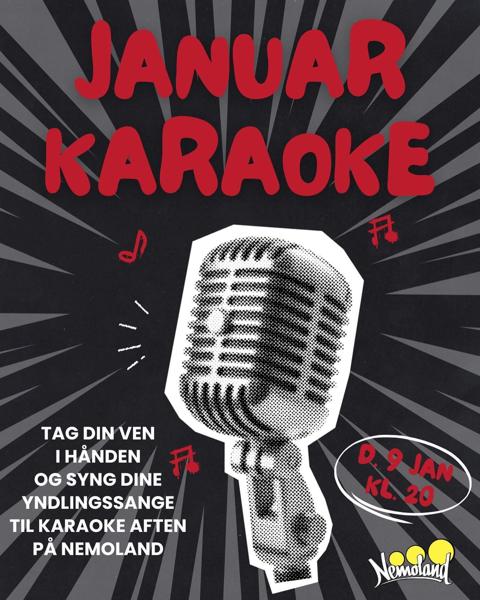 JANUAR
KARAOKE
TAG DIN VEN
I HÅNDEN
OG SYNG DINE
YNDLINGSSANGE
TIL KARAOKE AFTEN
PÅ NEMOLAND
D. 9 JAN
KL. 20
Nemoland